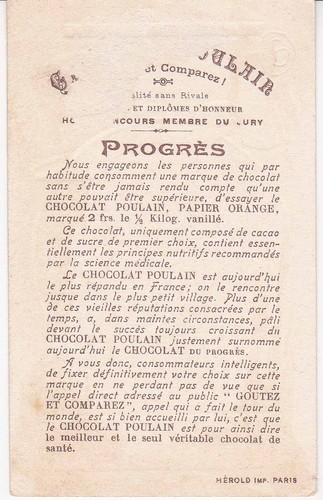 OULAIN
et Comparez!
lité sans Rivale
ET DIPLÔMES D'HONNEUR
COURS MEMBRE DU JURY
PROGRÈS
Nous engageons les personnes qui par
habitude consomment une marque de chocolat
sans s'être jamais rendu compte qu'une
autre pouvait être supérieure, d'essayer le
CHOCOLAT POULAIN, PAPIER ORANGE,
marqué 2 frs. le ½ Kilog. vanillé.
Ce chocolat, uniquement composé de cacao
et de sucre de premier choix, contient essen-
tiellement les principes nutritifs recommandés
par la science médicale.
Le CHOCOLAT POULAIN est aujourd'hui
le plus répandu en France; on le rencontre
jusque dans le plus petit village. Plus d'une
de ces vieilles réputations consacrées par le
temps, a, dans maintes circonstances, pâli
devant le succès toujours croissant du
CHOCOLAT POULAIN justement surnommé
aujourd'hui le CHOCOLAT DU PROGRÈS.
A vous donc, consommateurs intelligents,
de fixer définitivement votre choix sur cette
marque en ne perdant pas de vue que si
l'appel direct adressé au public "GOUTEZ
ET COMPAREZ", appel qui a fait le tour du
monde, est si bien accueilli par lui, c'est que
le CHOCOLAT POULAIN est pour ainsi dire
le meilleur et le seul véritable chocolat de
santé.
HÉROLD IMP. PARIS